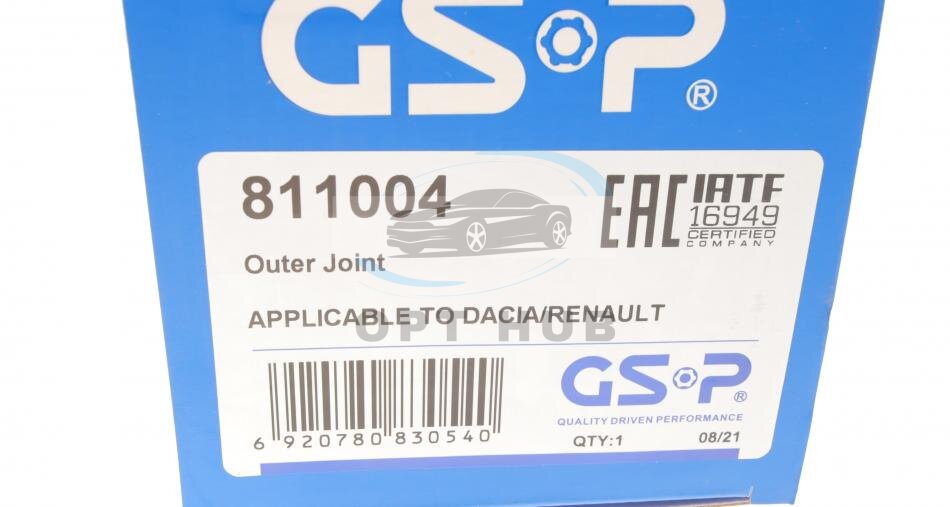 GSP®
811004
EAC IATF
16949
CERTIFIED
COMPANY
Outer Joint
APPLICABLE TO DACIA/RENAULT
OPT HUB
GSP®
QUALITY DRIVEN PERFORMANCE
6 920780 830540
QTY:1 08/21